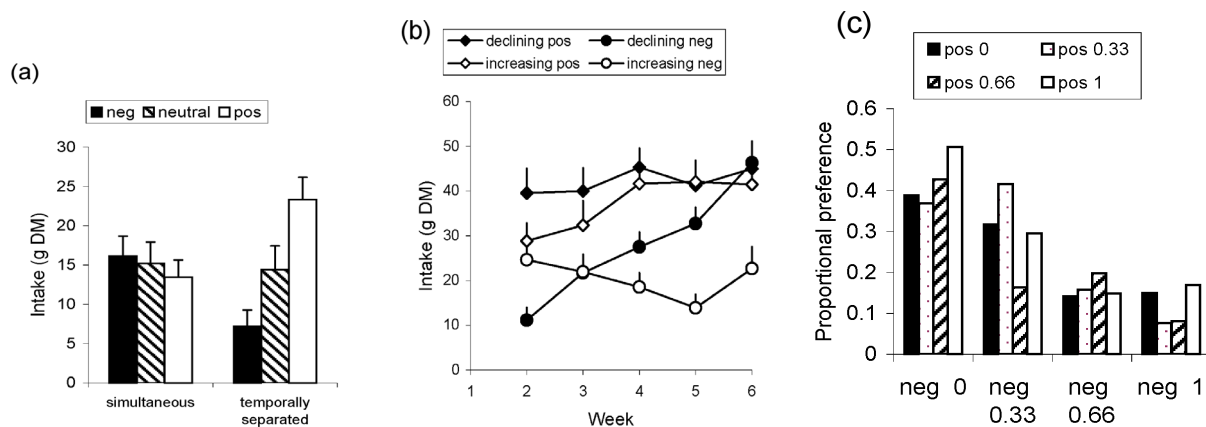 (a)
neg neutral pos
Intake (g DM)
35
30
25
20
15
10
5
0
simultaneous
temporally
separated
(b)
declining pos declining neg
increasing pos increasing neg
Intake (g DM)
60
50
40
30
20
10
0
1 2 3 4 5 6
Week
(c)
pos 0 pos 0.33
pos 0.66 pos 1
Proportional preference
0.6
0.5
0.4
0.3
0.2
0.1
0
neg 0 neg neg neg 1
0.33 0.66